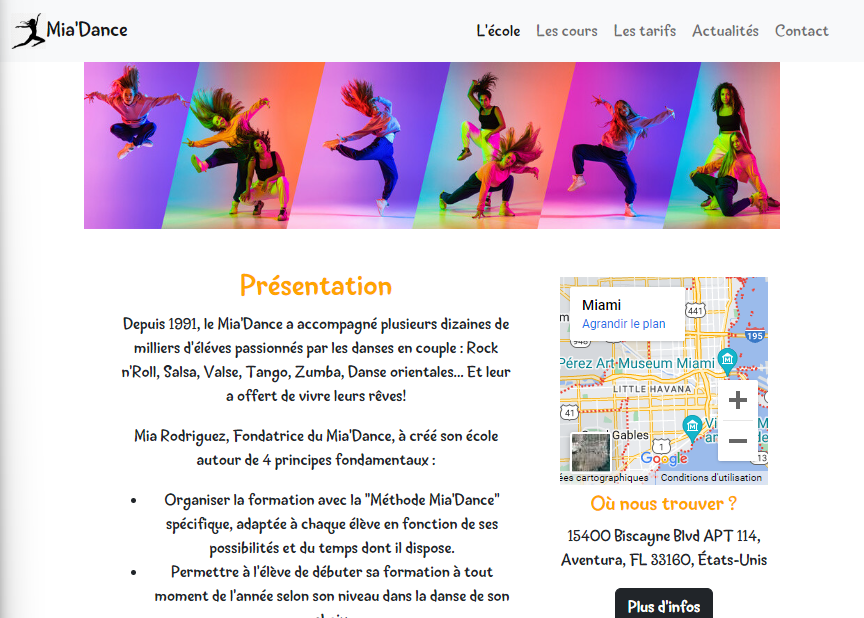 Mia'Dance
L'école
Les cours
Les tarifs
Actualités
Contact
Présentation
Depuis 1991, le Mia'Dance a accompagné plusieurs dizaines de
milliers d'éléves passionnés par les danses en couple : Rock
n'Roll, Salsa, Valse, Tango, Zumba, Danse orientales... Et leur
a offert de vivre leurs rêves!
Mia Rodriguez, Fondatrice du Mia'Dance, à créé son école
autour de 4 principes fondamentaux :
• Organiser la formation avec la "Méthode Mia'Dance"
spécifique, adaptée à chaque élève en fonction de ses
possibilités et du temps dont il dispose.
• Permettre à l'élève de débuter sa formation à tout
moment de l'année selon son niveau dans la danse de son
Miami
Agrandir le plan
441
948
195
Pérez Art Museum Miami
LITTLE HAVANA
41
Gables
1
Google
13
Conditions d'utilisation
Où nous trouver ?
15400 Biscayne Blvd APT 114,
Aventura, FL 33160, États-Unis
Plus d'infos